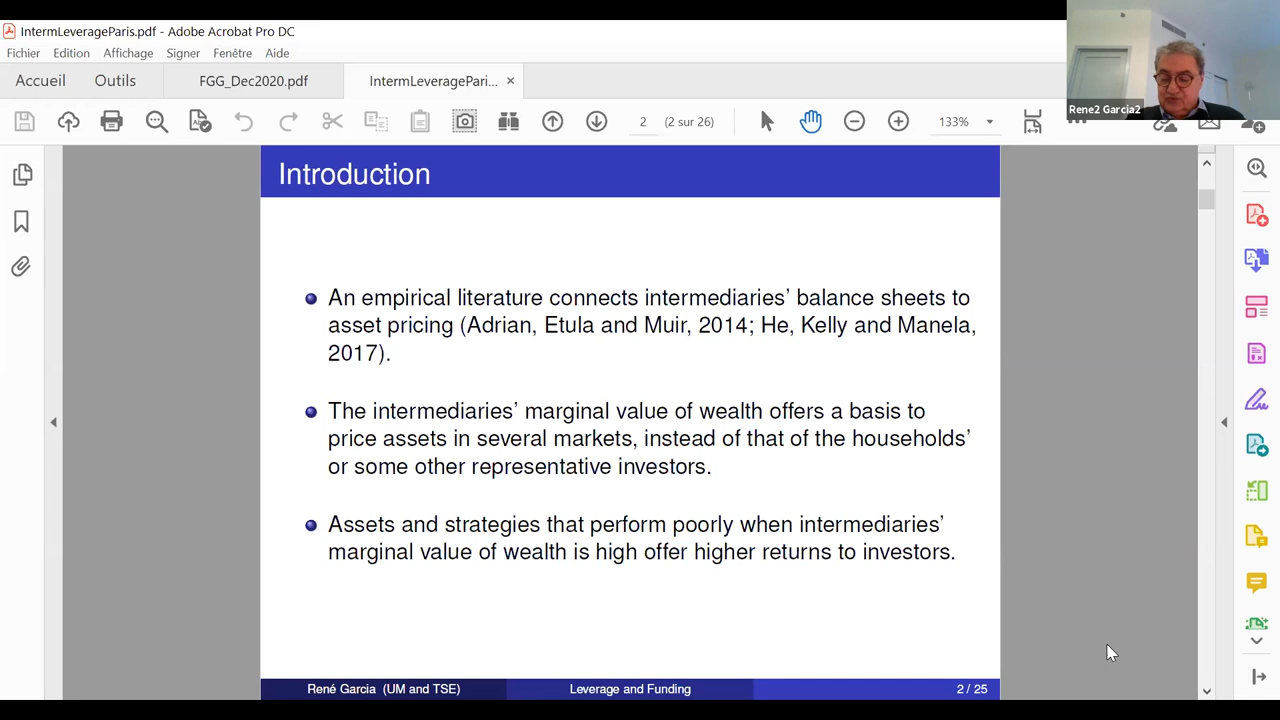 IntermLeverageParis.pdf - Adobe Acrobat Pro DC
Fichier Edition Affichage Signer Fenêtre Aide
Accueil Outils FGG_Dec2020.pdf IntermLeveragePari... ×
2 (2 sur 26) 133%
Rene2 Garcia2
Introduction
An empirical literature connects intermediaries’ balance sheets to
asset pricing (Adrian, Etula and Muir, 2014; He, Kelly and Manela,
2017).
The intermediaries’ marginal value of wealth offers a basis to
price assets in several markets, instead of that of the households’
or some other representative investors.
Assets and strategies that perform poorly when intermediaries’
marginal value of wealth is high offer higher returns to investors.
René Garcia (UM and TSE) Leverage and Funding 2 / 25